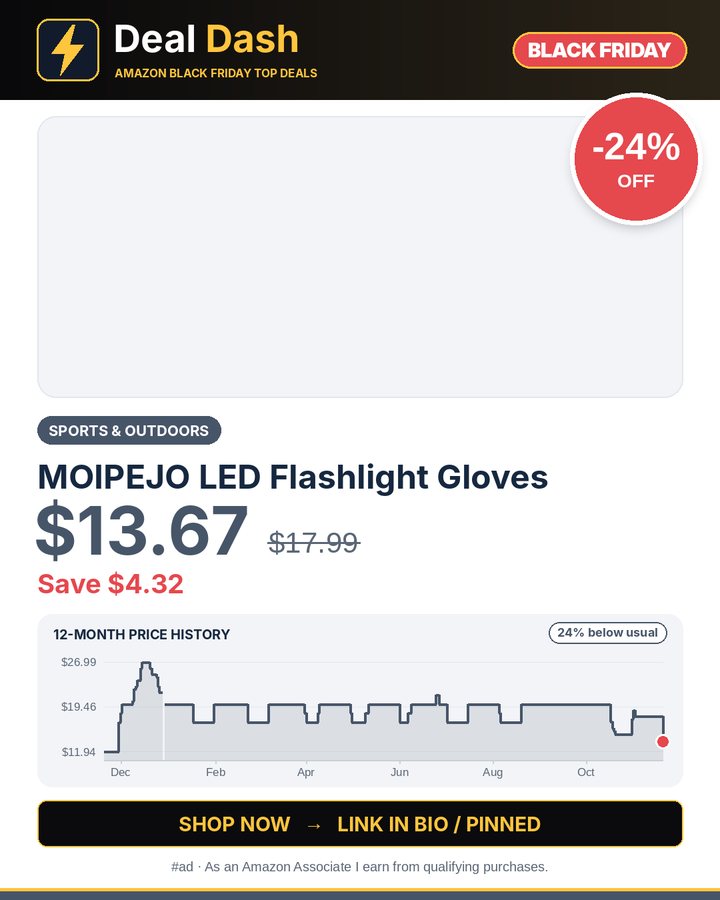 Deal Dash
AMAZON BLACK FRIDAY TOP DEALS
BLACK FRIDAY
-24%
OFF
SPORTS & OUTDOORS
MOIPEJO LED Flashlight Gloves
$13.67 $17.99
Save $4.32
12-MONTH PRICE HISTORY
24% below usual
$26.99
$19.46
$11.94
Dec Feb Apr Jun Aug Oct
SHOP NOW → LINK IN BIO / PINNED
#ad · As an Amazon Associate I earn from qualifying purchases.